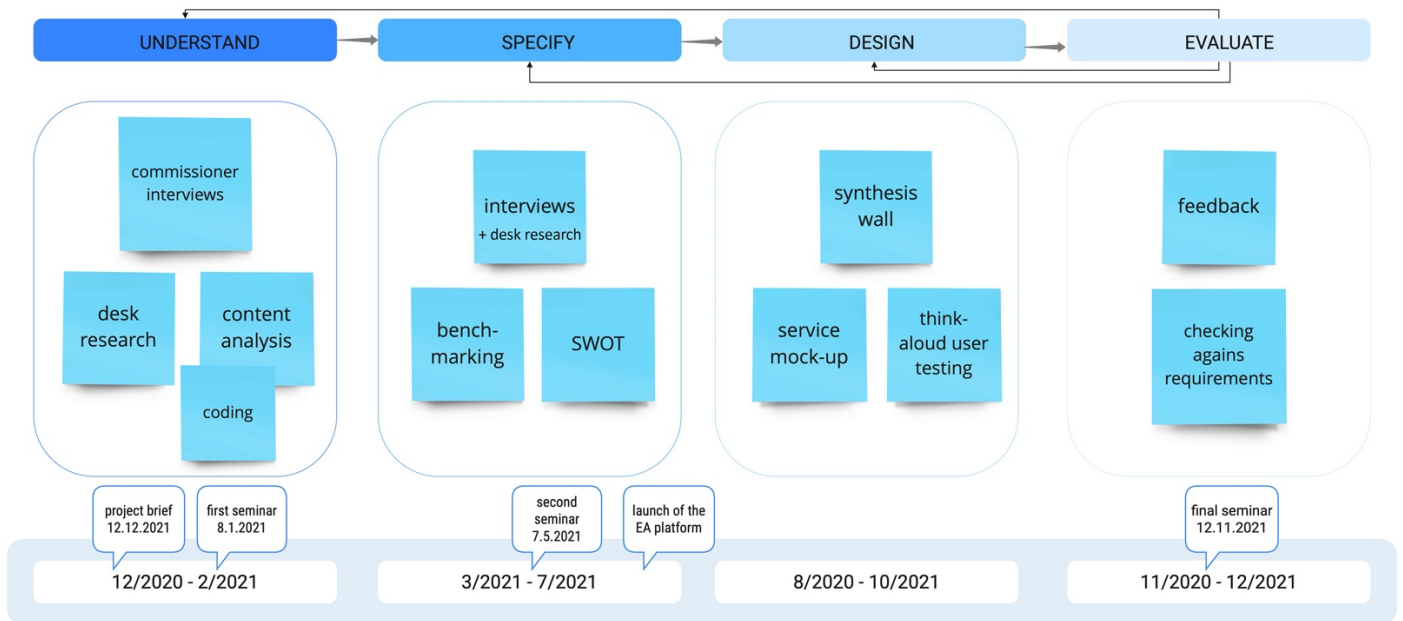 UNDERSTAND
SPECIFY
DESIGN
EVALUATE
commissioner
interviews
desk
research
content
analysis
coding
interviews
+ desk research
bench-
marking
SWOT
synthesis
wall
service
mock-up
think-
aloud user
testing
feedback
checking
agains
requirements
project brief
12.12.2021
first seminar
8.1.2021
second
seminar
7.5.2021
launch of the
EA platform
final seminar
12.11.2021
12/2020 - 2/2021
3/2021 - 7/2021
8/2020 - 10/2021
11/2020 - 12/2021